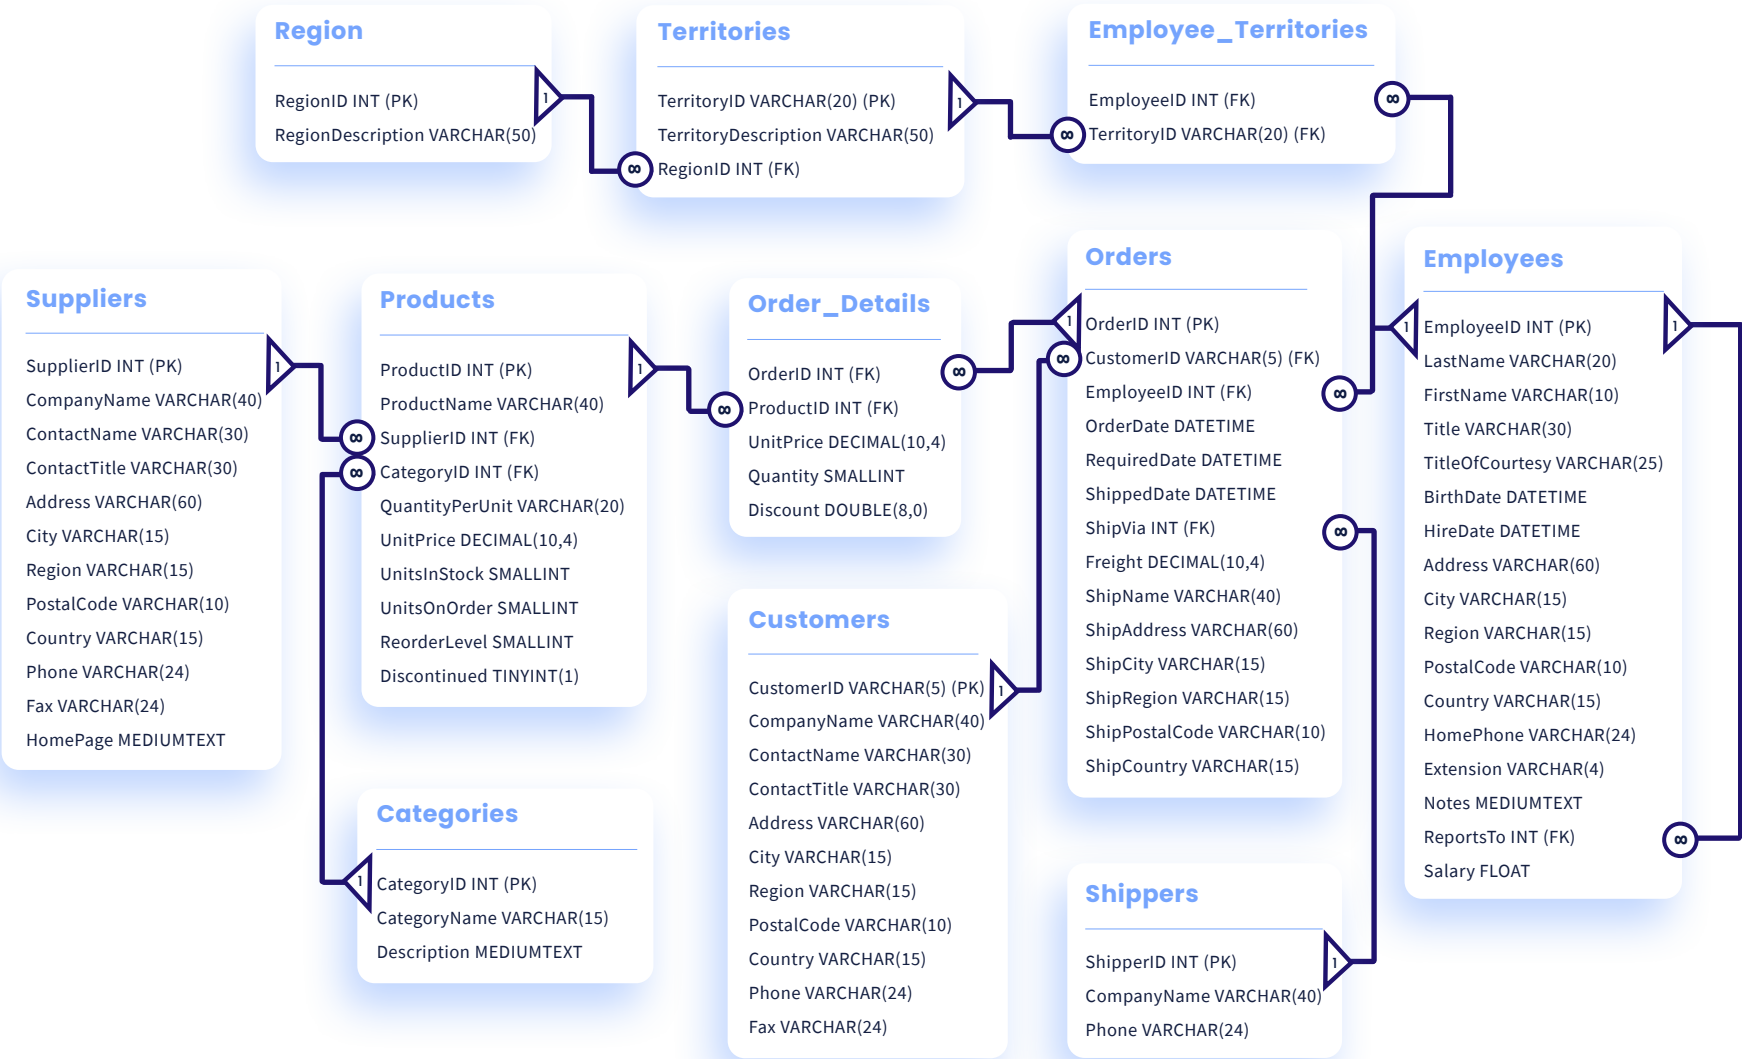 Region
RegionID INT (PK)
RegionDescription VARCHAR(50)
1
∞
Territories
TerritoryID VARCHAR(20) (PK)
TerritoryDescription VARCHAR(50)
RegionID INT (FK)
1
∞
Employee_Territories
EmployeeID INT (FK)
TerritoryID VARCHAR(20) (FK)
∞
Suppliers
SupplierID INT (PK)
CompanyName VARCHAR(40)
ContactName VARCHAR(30)
ContactTitle VARCHAR(30)
Address VARCHAR(60)
City VARCHAR(15)
Region VARCHAR(15)
PostalCode VARCHAR(10)
Country VARCHAR(15)
Phone VARCHAR(24)
Fax VARCHAR(24)
HomePage MEDIUMTEXT
1
∞
∞
Products
ProductID INT (PK)
ProductName VARCHAR(40)
SupplierID INT (FK)
CategoryID INT (FK)
QuantityPerUnit VARCHAR(20)
UnitPrice DECIMAL(10,4)
UnitsInStock SMALLINT
UnitsOnOrder SMALLINT
ReorderLevel SMALLINT
Discontinued TINYINT(1)
1
∞
Order_Details
OrderID INT (FK)
ProductID INT (FK)
UnitPrice DECIMAL(10,4)
Quantity SMALLINT
Discount DOUBLE(8,0)
∞
1
∞
Orders
OrderID INT (PK)
CustomerID VARCHAR(5) (FK)
EmployeeID INT (FK)
OrderDate DATETIME
RequiredDate DATETIME
ShippedDate DATETIME
ShipVia INT (FK)
Freight DECIMAL(10,4)
ShipName VARCHAR(40)
ShipAddress VARCHAR(60)
ShipCity VARCHAR(15)
ShipRegion VARCHAR(15)
ShipPostalCode VARCHAR(10)
ShipCountry VARCHAR(15)
∞
∞
1
Employees
EmployeeID INT (PK)
LastName VARCHAR(20)
FirstName VARCHAR(10)
Title VARCHAR(30)
TitleOfCourtesy VARCHAR(25)
BirthDate DATETIME
HireDate DATETIME
Address VARCHAR(60)
City VARCHAR(15)
Region VARCHAR(15)
PostalCode VARCHAR(10)
Country VARCHAR(15)
HomePhone VARCHAR(24)
Extension VARCHAR(4)
Notes MEDIUMTEXT
ReportsTo INT (FK)
Salary FLOAT
1
∞
Categories
1
CategoryID INT (PK)
CategoryName VARCHAR(15)
Description MEDIUMTEXT
Customers
CustomerID VARCHAR(5) (PK)
CompanyName VARCHAR(40)
ContactName VARCHAR(30)
ContactTitle VARCHAR(30)
Address VARCHAR(60)
City VARCHAR(15)
Region VARCHAR(15)
PostalCode VARCHAR(10)
Country VARCHAR(15)
Phone VARCHAR(24)
Fax VARCHAR(24)
1
Shippers
ShipperID INT (PK)
CompanyName VARCHAR(40)
Phone VARCHAR(24)
1